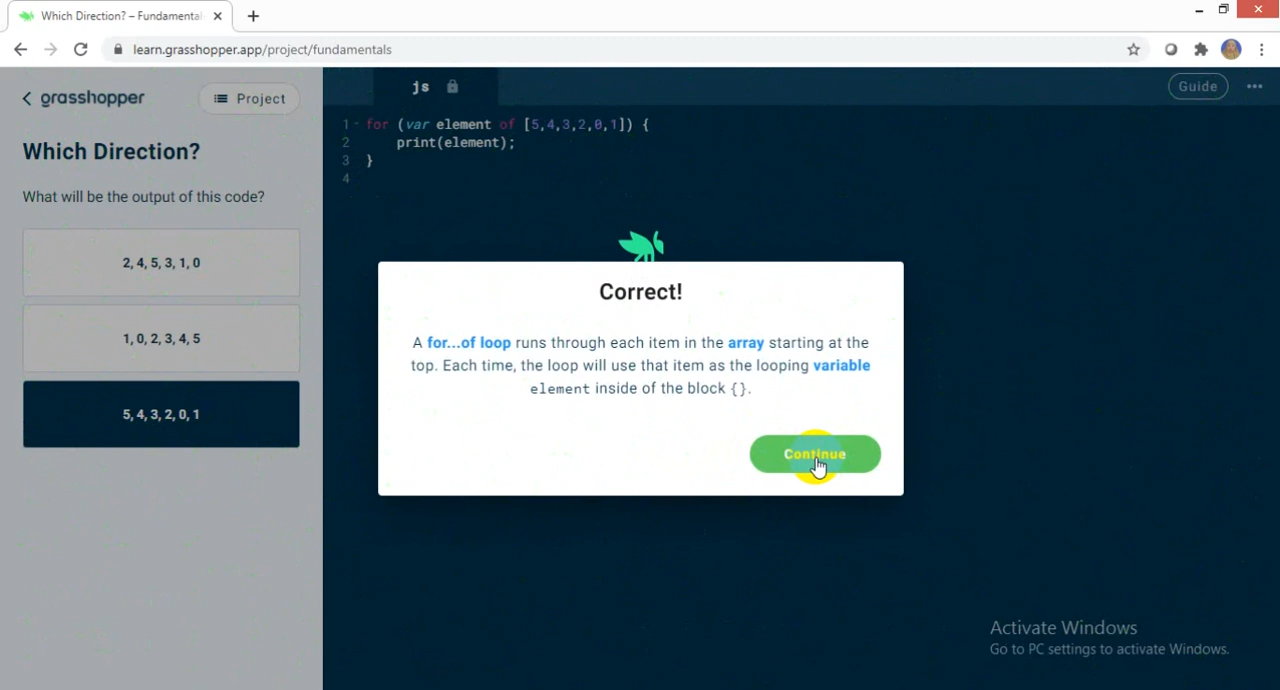 Which Direction? – Fundamental
learn.grasshopper.app/project/fundamentals
grasshopper
Project
js
Guide
Which Direction?
What will be the output of this code?
2, 4, 5, 3, 1, 0
1, 0, 2, 3, 4, 5
5, 4, 3, 2, 0, 1
1 for (var element of [5,4,3,2,0,1]) {
2 print(element);
3 }
4
Correct!
A for...of loop runs through each item in the array starting at the
top. Each time, the loop will use that item as the looping variable
element inside of the block {}.
Continue
Activate Windows
Go to PC settings to activate Windows.